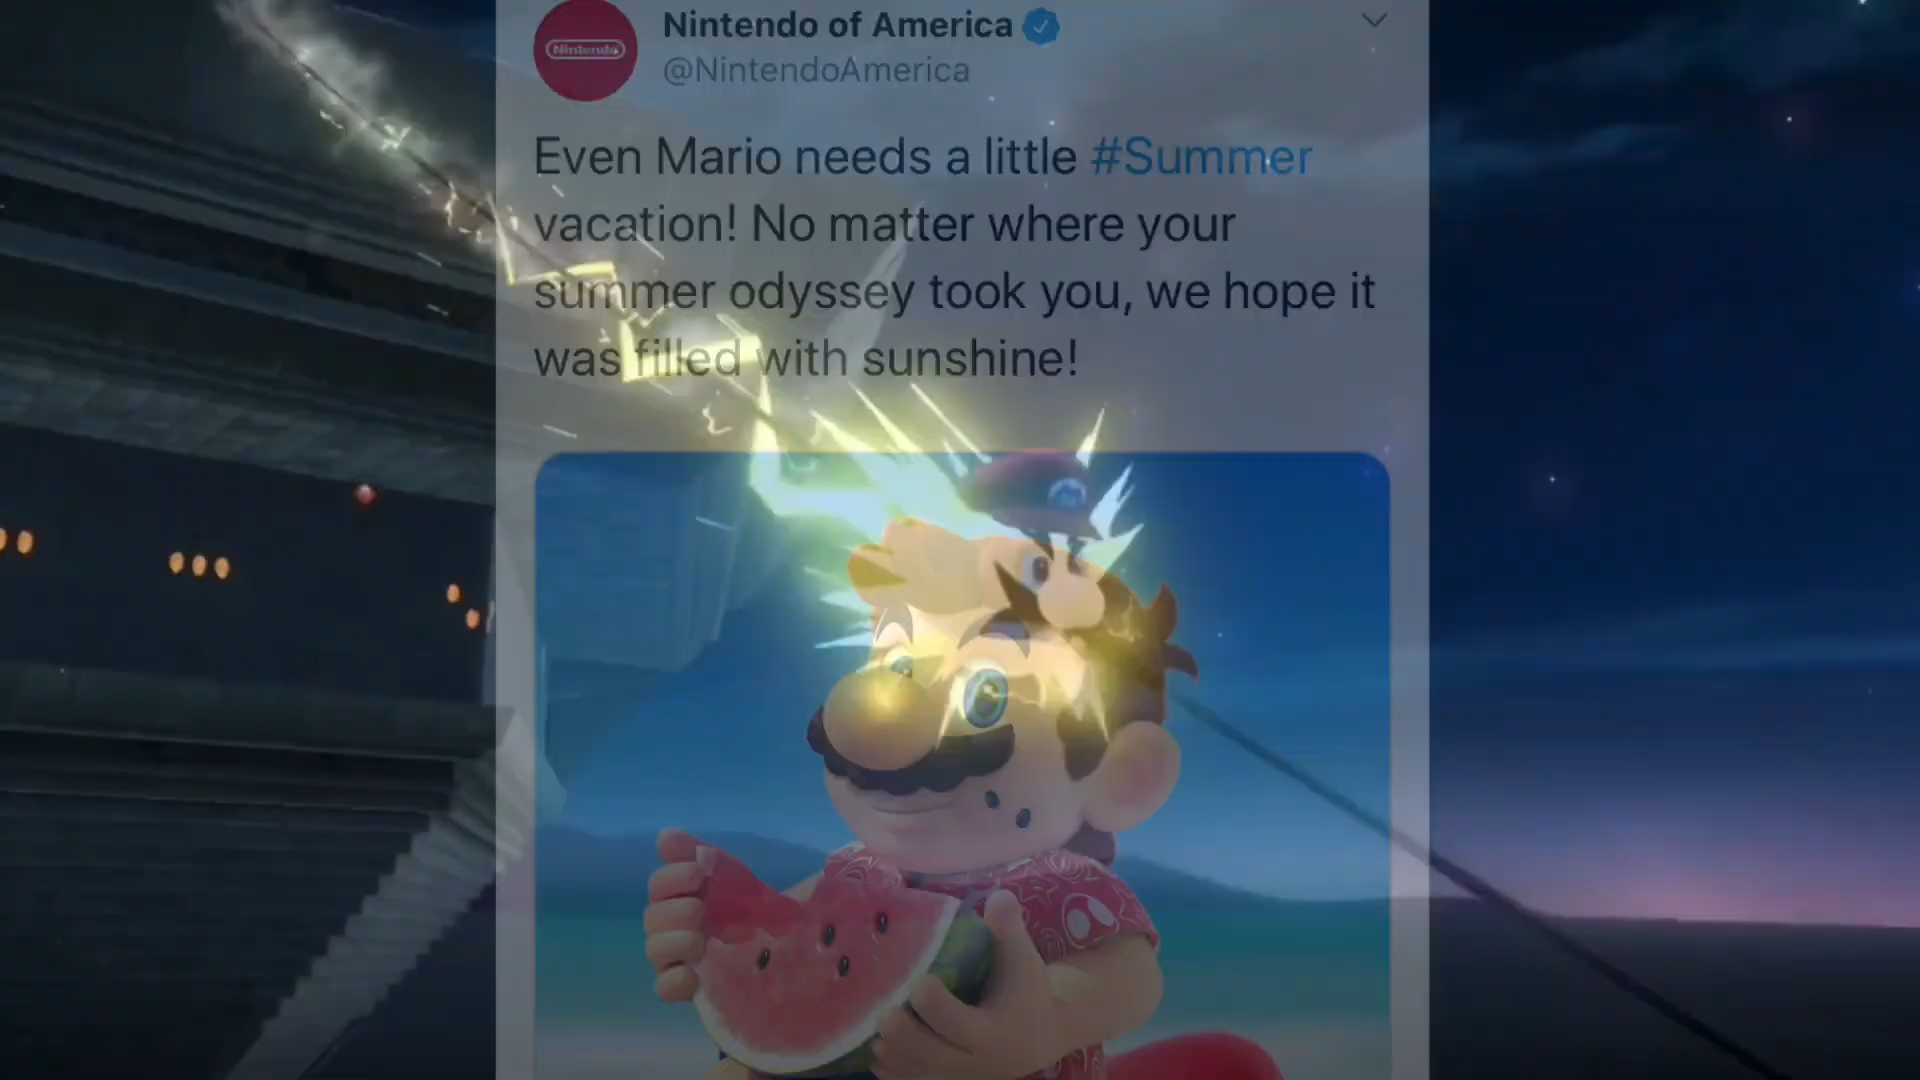 Nintendo
Nintendo of America
@NintendoAmerica
Even Mario needs a little #Summer
vacation! No matter where your
summer odyssey took you, we hope it
was filled with sunshine!
M